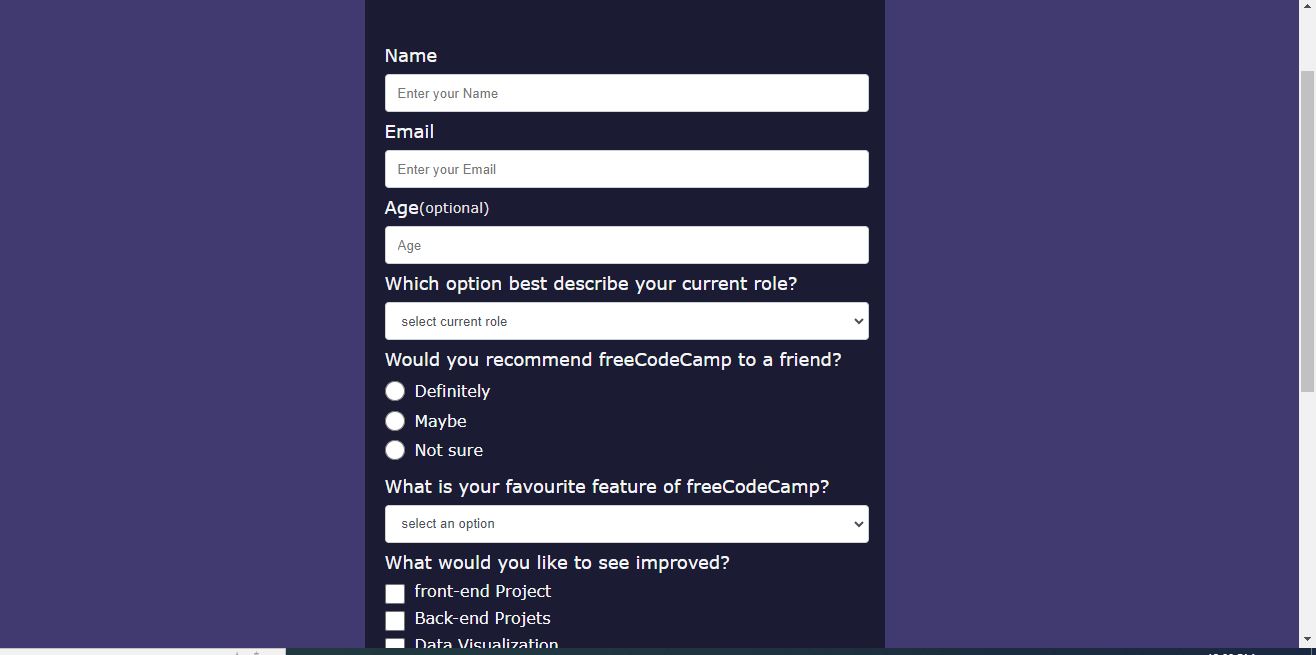 Name
Enter your Name
Email
Enter your Email
Age(optional)
Age
Which option best describe your current role?
select current role
Would you recommend freeCodeCamp to a friend?
Definitely
Maybe
Not sure
What is your favourite feature of freeCodeCamp?
select an option
What would you like to see improved?
front-end Project
Back-end Projets
Data Visualization